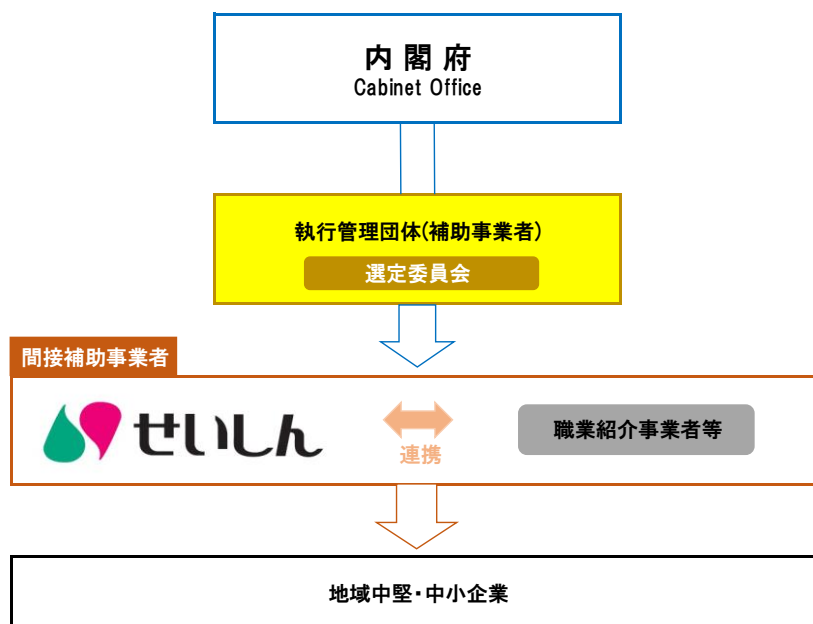 内閣府
Cabinet Office
執行管理団体(補助事業者)
選定委員会
間接補助事業者
せいしん
連携
職業紹介事業者等
地域中堅・中小企業